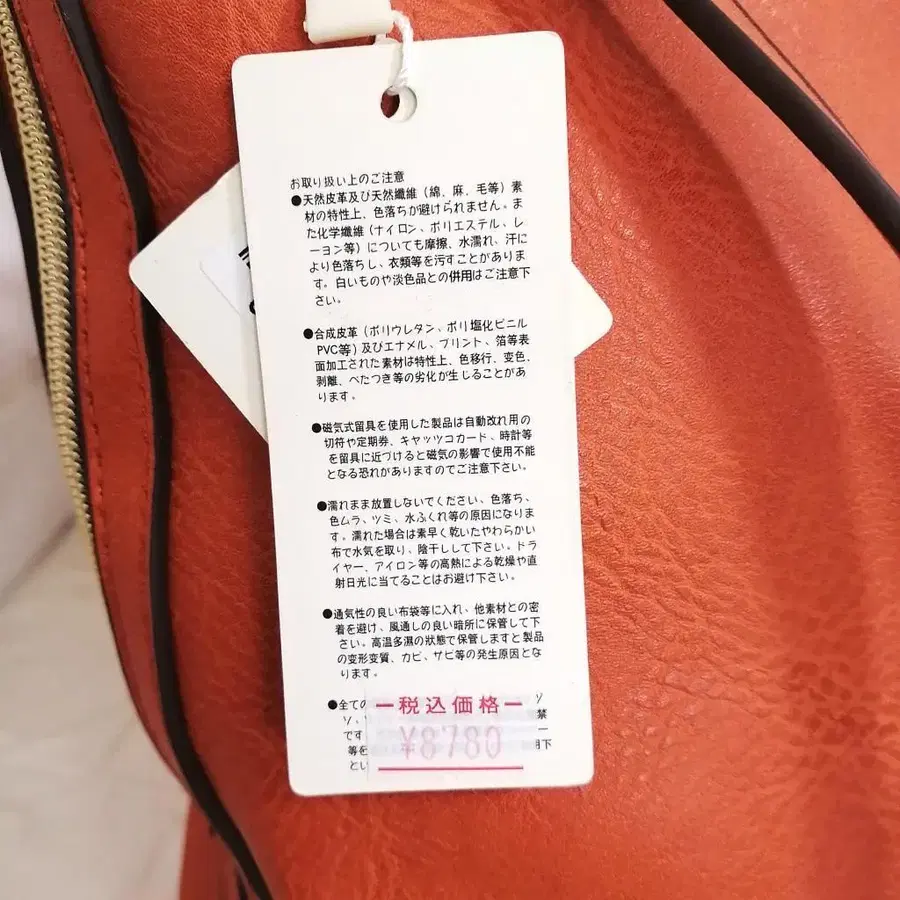 お取り扱い上のご注意
●天然皮革及び天然繊維（綿、麻、毛等）素
材の特性上、色落ちが避けられません。ま
た化学繊維（ナイロン、ポリエステル、レ
ーヨン等）についても摩擦、水濡れ、汗に
より色落ちし、衣類等を汚すことがありま
す。白いものや淡色品との併用はご注意下
さい。
●合成皮革（ポリウレタン、ポリ塩化ビニル
PVC等）及びエナメル、プリント、箔等表
面加工された素材は特性上、色移行、変色、
剥離、べたつき等の劣化が生じることがあ
ります。
●磁気式留具を使用した製品は自動改札用の
切符や定期券、キャッツコカード、時計等
を留具に近づけると磁気の影響で使用不能
となる恐れがありますのでご注意下さい。
●濡れまま放置しないでください、色落ち、
色ムラ、ツミ、水ふくれ等の原因になりま
す。濡れた場合は素早く乾いたやわらかい
布で水気を取り、陰干しして下さい。ドラ
イヤー、アイロン等の高熱による乾燥や直
射日光に当てることはお避け下さい。
●通気性の良い布袋等に入れ、他素材との密
着を避け、風通しの良い暗所に保管して下
さい。高温多湿の状態で保管しますと製品
の変形変質、カビ、サビ等の発生原因とな
ります。
●全ての
ソ、
禁
です
等を
下
とい
税込価格
¥8780